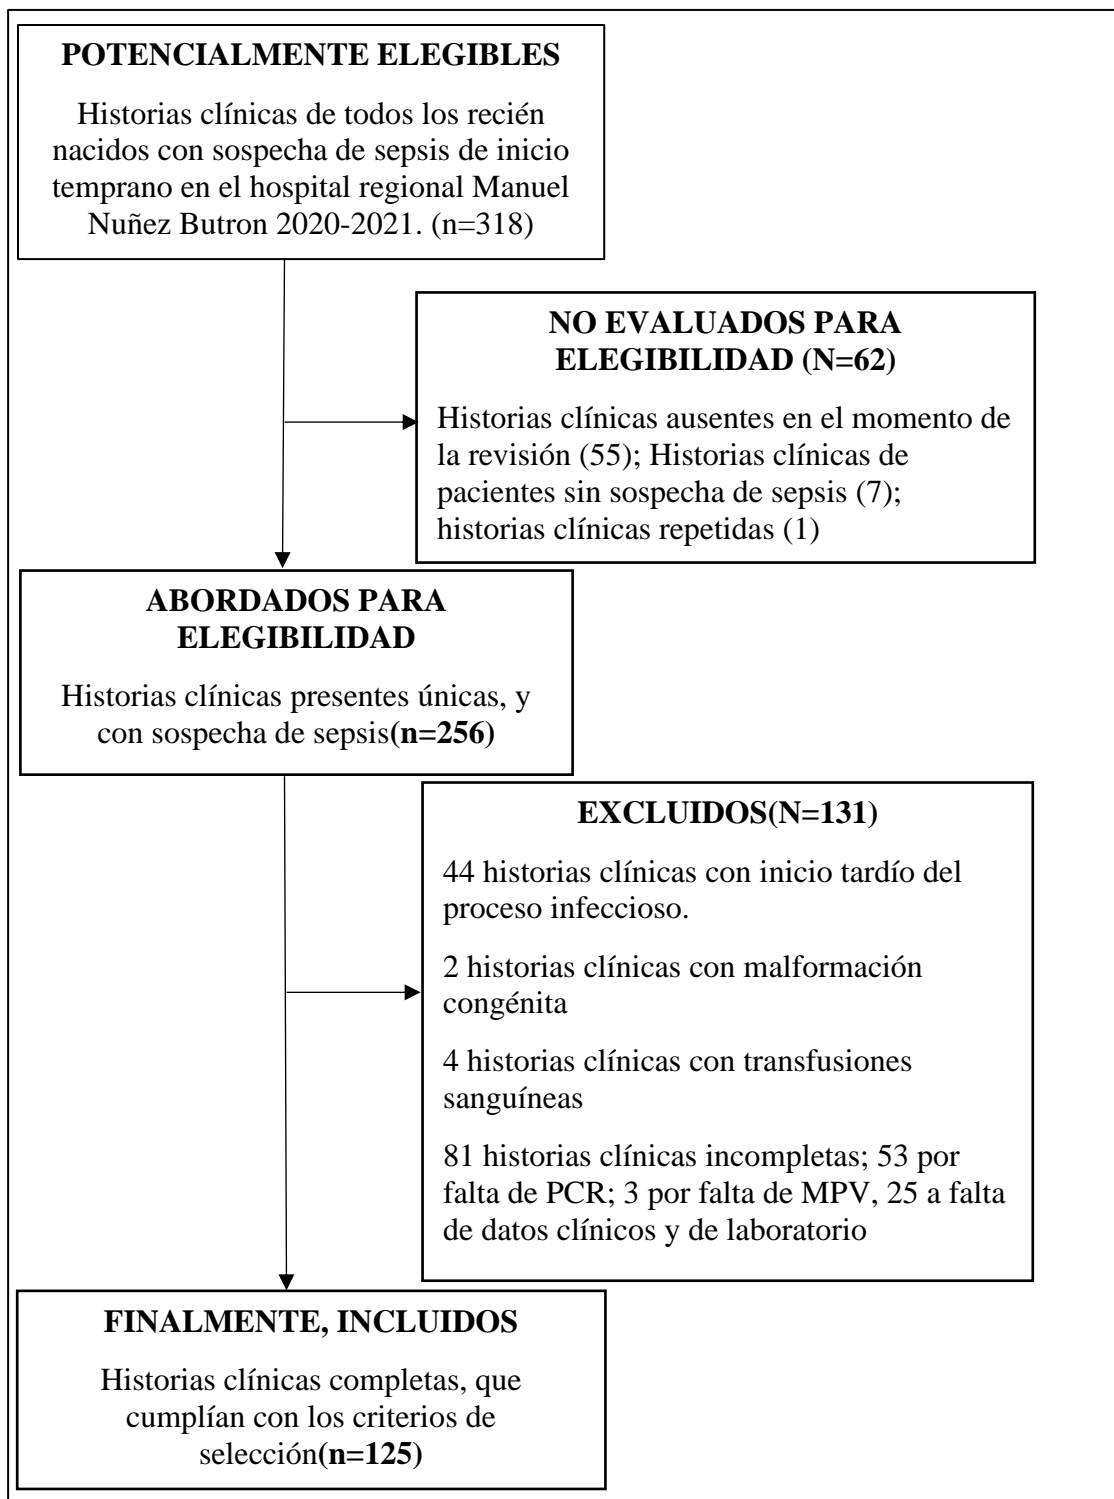 POTENCIALMENTE ELEGIBLES
Historias clínicas de todos los recién
nacidos con sospecha de sepsis de inicio
temprano en el hospital regional Manuel
Nuñez Butron 2020-2021. (n=318)
NO EVALUADOS PARA
ELEGIBILIDAD (N=62)
Historias clínicas ausentes en el momento de
la revisión (55); Historias clínicas de
pacientes sin sospecha de sepsis (7);
historias clínicas repetidas (1)
ABORDADOS PARA
ELEGIBILIDAD
Historias clínicas presentes únicas, y
con sospecha de sepsis(n=256)
EXCLUIDOS(N=131)
44 historias clínicas con inicio tardío del
proceso infeccioso.
2 historias clínicas con malformación
congénita
4 historias clínicas con transfusiones
sanguíneas
81 historias clínicas incompletas; 53 por
falta de PCR; 3 por falta de MPV, 25 a falta
de datos clínicos y de laboratorio
FINALMENTE, INCLUIDOS
Historias clínicas completas, que
cumplían con los criterios de
selección(n=125)